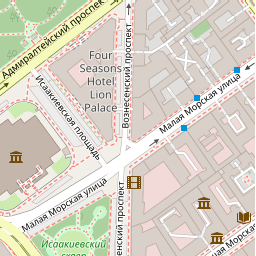 Адмиралтейский проспект
Four
Seasons
Hotel
Lion
Palace
Вознесенский проспект
Исаакиевская площадь
Малая Морская улица
Малая Морская улица
Исаакиевский
сквер
енский проспект
Малая Морская